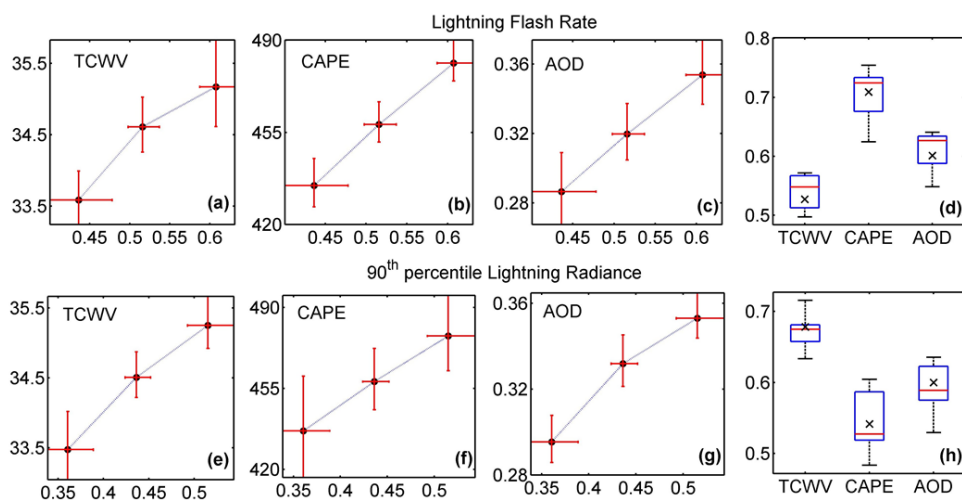 Lightning Flash Rate
TCWV
35.5
34.5
33.5
0.45 0.5 0.55 0.6
(a)
CAPE
490
455
420
0.45 0.5 0.55 0.6
(b)
AOD
0.36
0.32
0.28
0.45 0.5 0.55 0.6
(c)
0.8
0.7
0.6
0.5
TCWV CAPE AOD
(d)
90th percentile Lightning Radiance
TCWV
35.5
34.5
33.5
0.35 0.4 0.45 0.5
(e)
CAPE
490
455
420
0.35 0.4 0.45 0.5
(f)
AOD
0.36
0.32
0.28
0.35 0.4 0.45 0.5
(g)
0.7
0.6
0.5
TCWV CAPE AOD
(h)